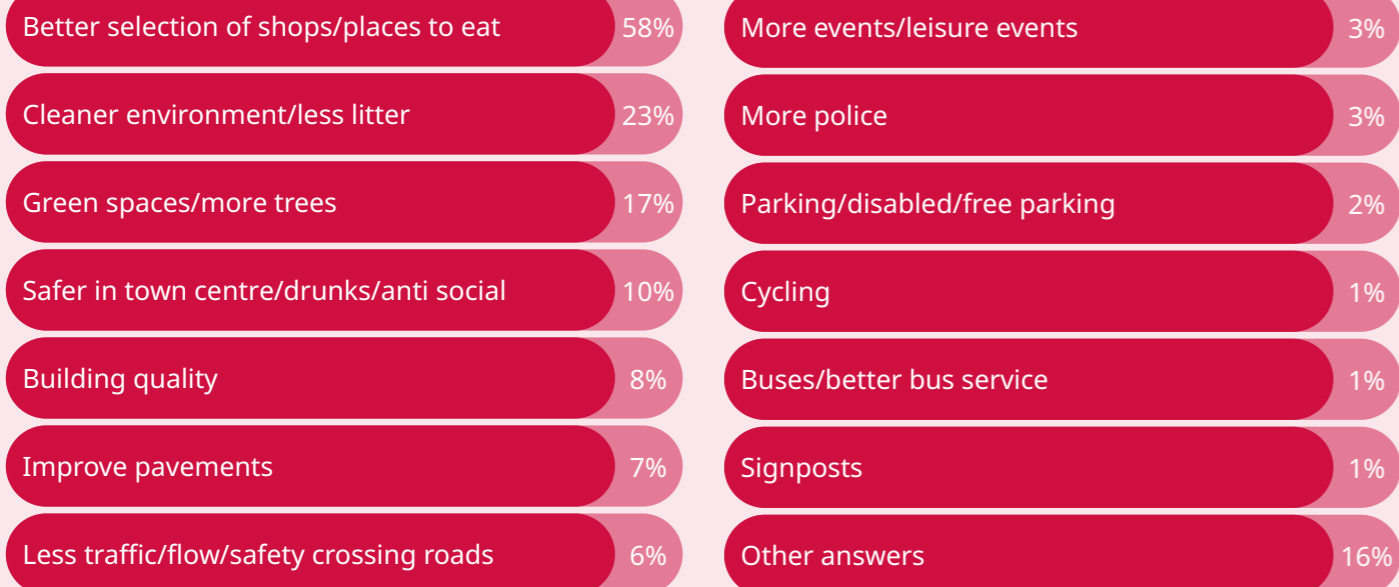 Better selection of shops/places to eat 58%
Cleaner environment/less litter 23%
Green spaces/more trees 17%
Safer in town centre/drunks/anti social 10%
Building quality 8%
Improve pavements 7%
Less traffic/flow/safety crossing roads 6%
More events/leisure events 3%
More police 3%
Parking/disabled/free parking 2%
Cycling 1%
Buses/better bus service 1%
Signposts 1%
Other answers 16%